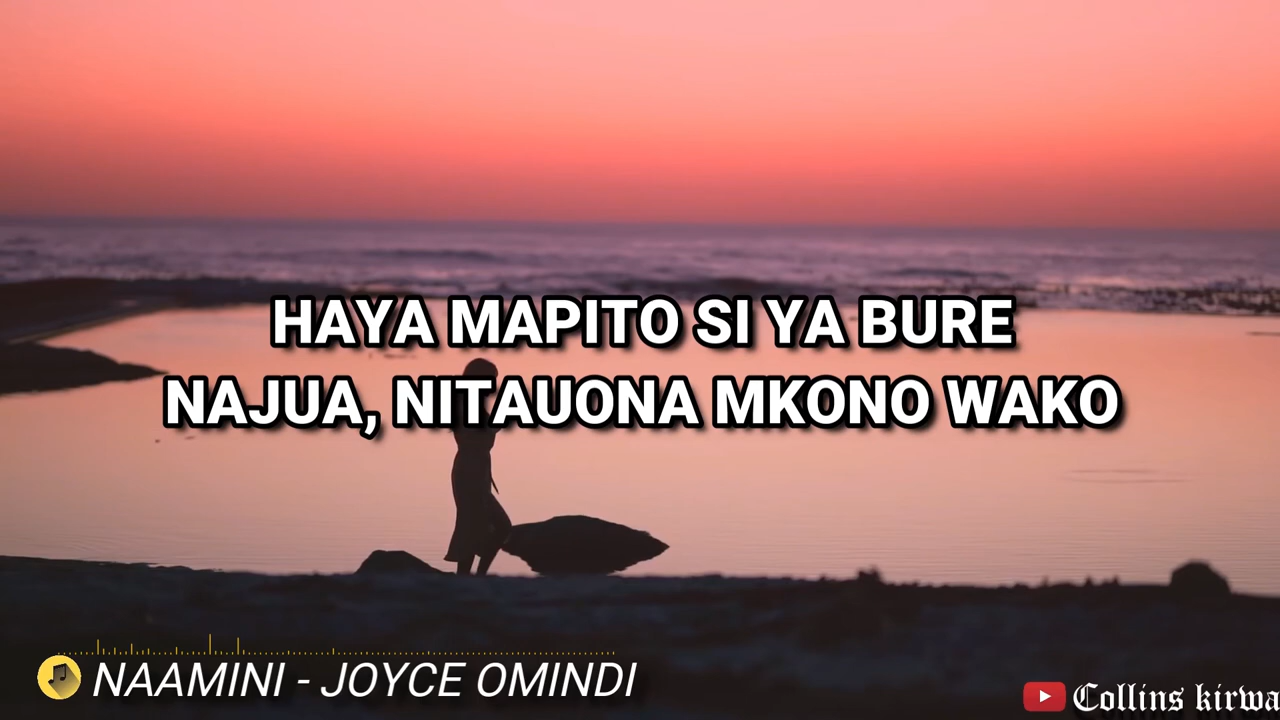 HAYA MAPITO SI YA BURE
NAJUA, NITAUONA MKONO WAKO
NAAMINI - JOYCE OMINDI
Collins kirwa